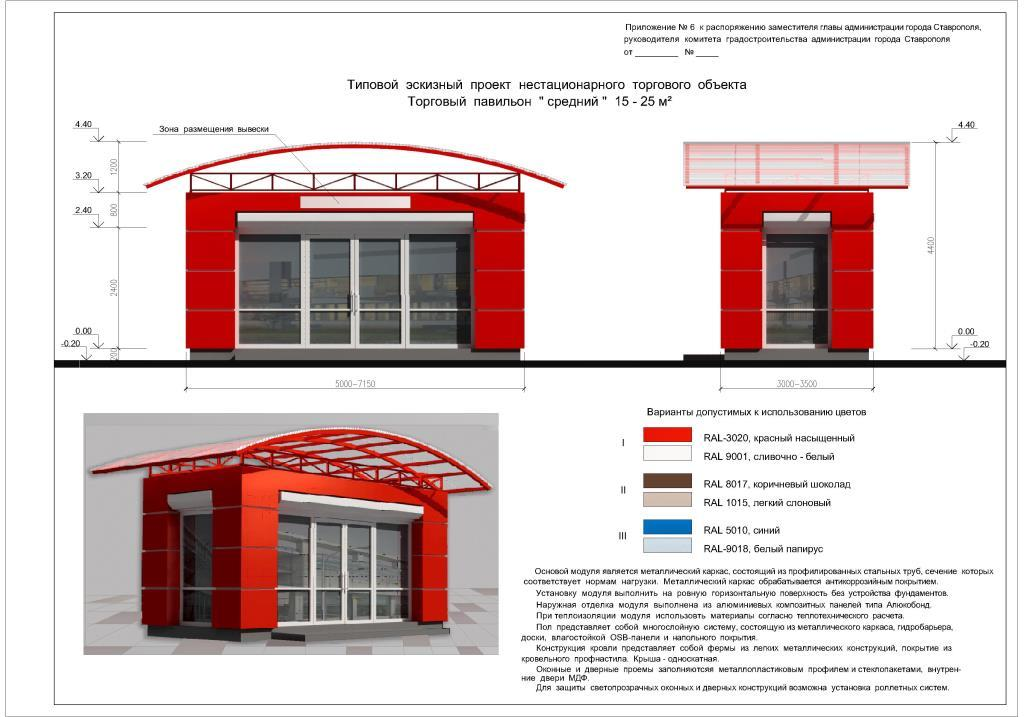 Приложение № 6 к распоряжению заместителя главы администрации города Ставрополя,
руководителя комитета градостроительства администрации города Ставрополя
от _________ № _____
Типовой эскизный проект нестационарного торгового объекта
Торговый павильон " средний " 15 - 25 м²
4.40
Зона размещения вывески
4.40
1200
3.20
800
2.40
2400
4400
0.00
0.00
-0.20
200
-0.20
5000-7150
3000-3500
Варианты допустимых к использованию цветов
I
RAL-3020, красный насыщенный
RAL 9001, сливочно - белый
II
RAL 8017, коричневый шоколад
RAL 1015, легкий слоновый
III
RAL 5010, синий
RAL-9018, белый папирус
Основой модуля является металлический каркас, состоящий из профилированных стальных труб, сечение которых
соответствует нормам нагрузки. Металлический каркас обрабатывается антикоррозийным покрытием.
Установку модуля выполнить на ровную горизонтальную поверхность без устройства фундаментов.
Наружная отделка модуля выполнена из алюминиевых композитных панелей типа Алюкобонд.
При теплоизоляции модуля использовть материалы согласно теплотехнического расчета.
Пол представляет собой многослойную систему, состоящую из металлического каркаса, гидробарьера,
доски, влагостойкой OSB-панели и напольного покрытия.
Конструкция кровли представляет собой фермы из легких металлических конструкций, покрытие из
кровельного профнастила. Крыша - односкатная.
Оконные и дверные проемы заполняются металлопластиковым профилем и стеклопакетами, внутрен-
ние двери МДФ.
Для защиты светопрозрачных оконных и дверных конструкций возможна установка роллетных систем.